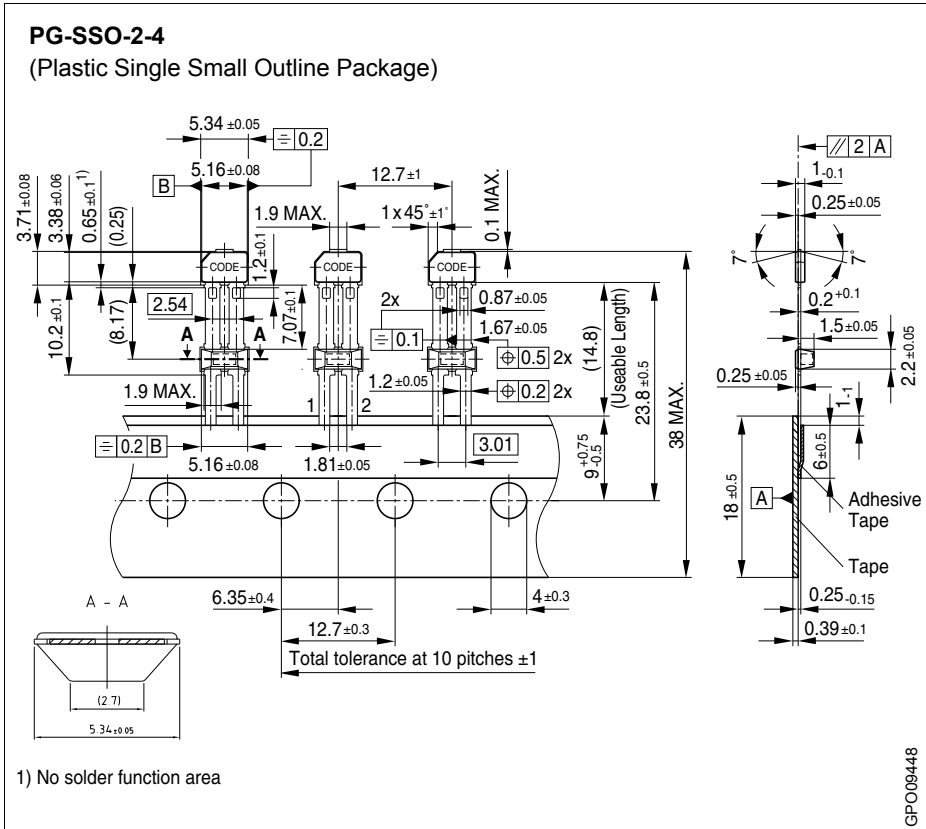 PG-SSO-2-4
(Plastic Single Small Outline Package)
5.34 ±0.05
= 0.2
5.16 ±0.08
B
12.7 ±1
1.9 MAX.
1 x 45° ±1°
0.1 MAX.
3.71 ±0.08
3.38 ±0.06
0.65 ±0.1 1)
(0.25)
1.2 ±0.1
CODE
CODE
CODE
// 2 A
1 -0.1
0.25 ±0.05
7°
7°
10.2 ±0.1
(8.17)
2.54
7.07 ±0.1
2x
0.87 ±0.05
= 0.1
1.67 ±0.05
A
A
⌖ 0.5 2x
1.2 ±0.05
⌖ 0.2 2x
(14.8)
(Useable Length)
23.8 ±0.5
38 MAX.
0.2 +0.1
1.5 ±0.05
2.2 ±0.05
0.25 ±0.05
1.9 MAX.
1
2
= 0.2 B
5.16 ±0.08
1.81 ±0.05
3.01
9 +0.75 -0.5
1 -1
6 ±0.5
18 ±0.5
A
Adhesive
Tape
Tape
A - A
6.35 ±0.4
4 ±0.3
12.7 ±0.3
0.25 -0.15
0.39 ±0.1
Total tolerance at 10 pitches ±1
(2.7)
5.34 ±0.05
1) No solder function area
GPO09448